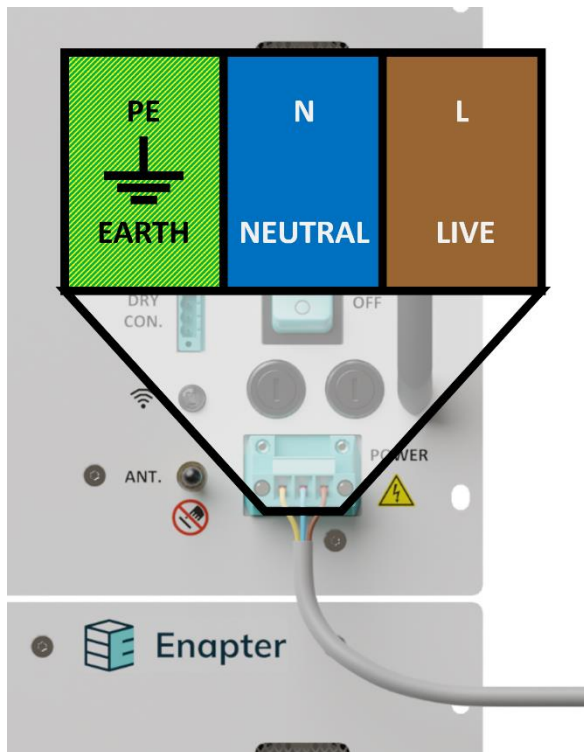 PE
N
L
EARTH
NEUTRAL
LIVE
DRY
CON.
OFF
POWER
ANT.
Enapter